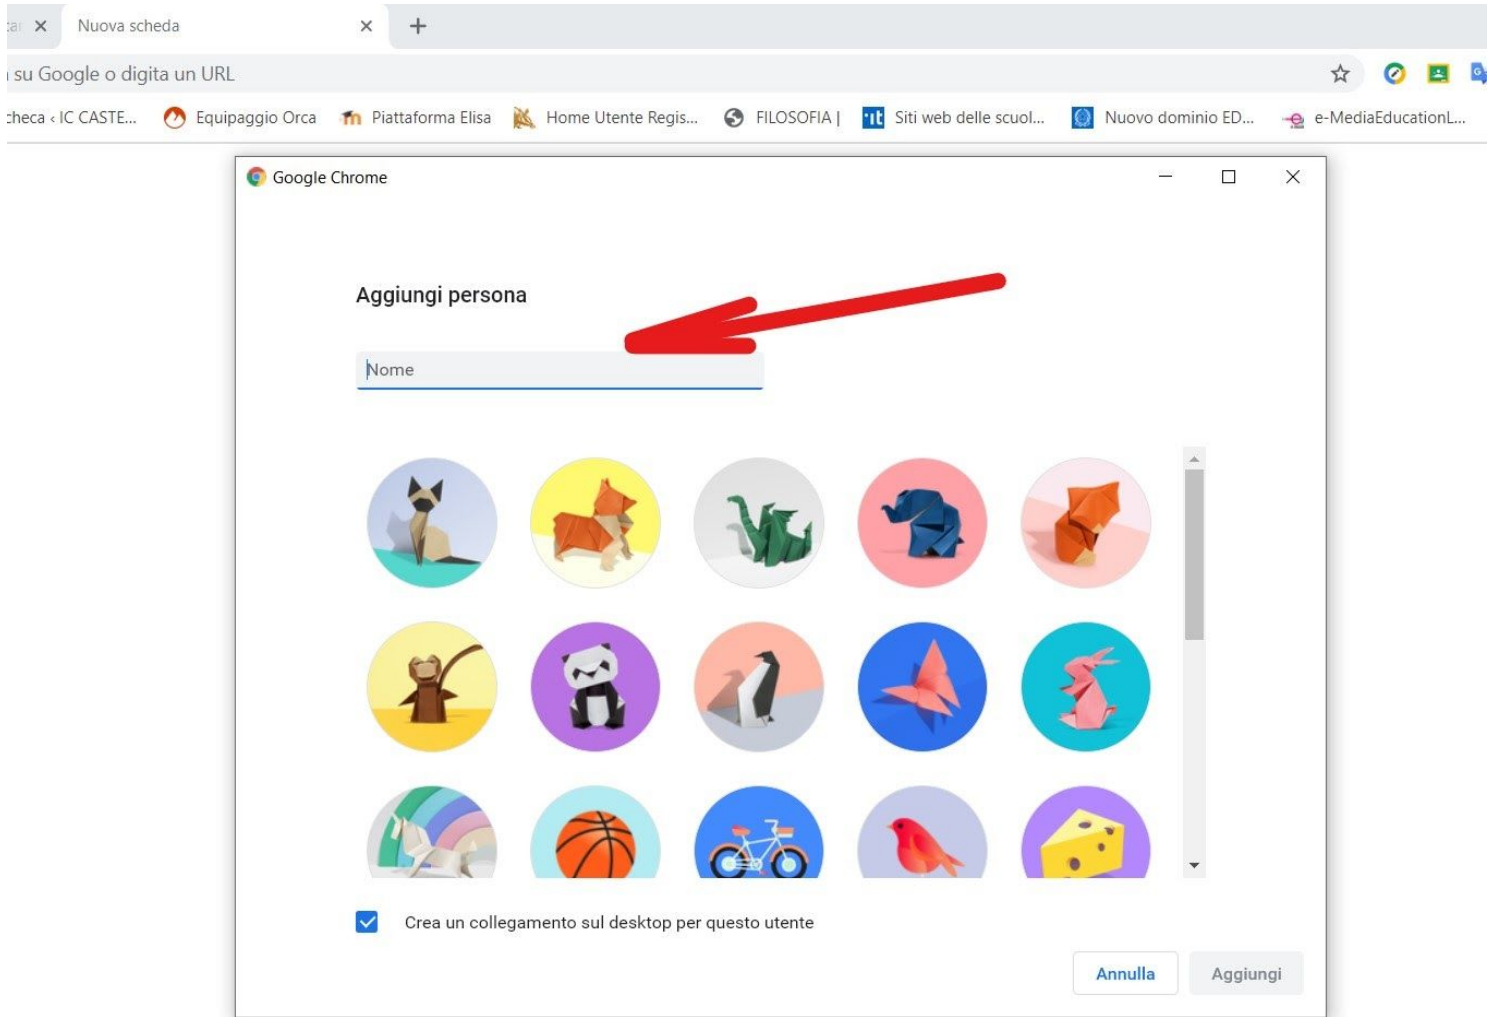 Nuova scheda
su Google o digita un URL
checa ‹ IC CASTE... Equipaggio Orca Piattaforma Elisa Home Utente Regis... FILOSOFIA | Siti web delle scuol... Nuovo dominio ED... e-MediaEducationL...
Google Chrome
Aggiungi persona
Nome
Crea un collegamento sul desktop per questo utente
Annulla Aggiungi